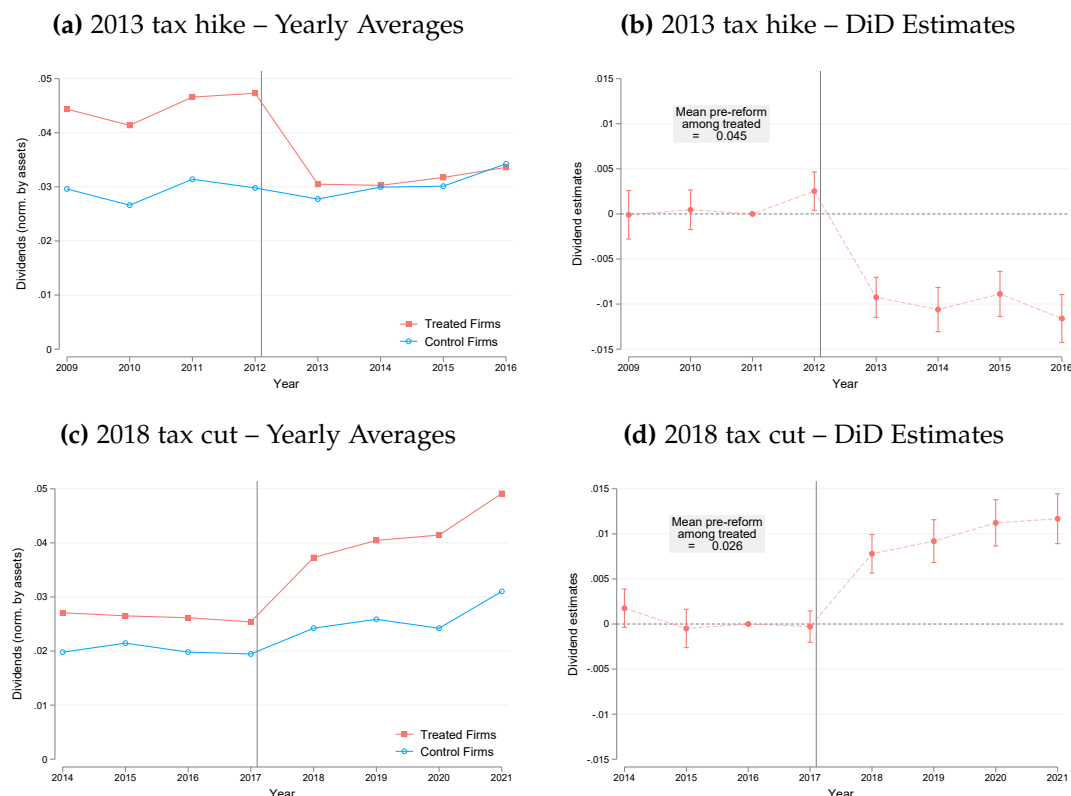 (a) 2013 tax hike – Yearly Averages
.05
.04
.03
.02
.01
0
Dividends (norm. by assets)
Treated Firms
Control Firms
2009 2010 2011 2012 2013 2014 2015 2016
Year
(b) 2013 tax hike – DiD Estimates
.015
.01
.005
0
-.005
-.01
-.015
Dividend estimates
Mean pre-reform
among treated
= 0.045
2009 2010 2011 2012 2013 2014 2015 2016
Year
(c) 2018 tax cut – Yearly Averages
.05
.04
.03
.02
.01
0
Dividends (norm. by assets)
Treated Firms
Control Firms
2014 2015 2016 2017 2018 2019 2020 2021
Year
(d) 2018 tax cut – DiD Estimates
.015
.01
.005
0
-.005
-.01
-.015
Dividend estimates
Mean pre-reform
among treated
= 0.026
2014 2015 2016 2017 2018 2019 2020 2021
Year